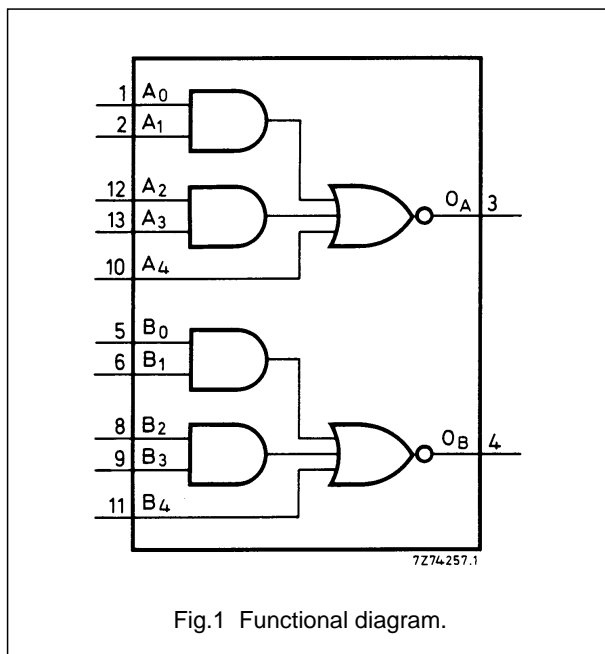 1 A0
2 A1
12 A2
13 A3
OA 3
10 A4
5 B0
6 B1
8 B2
9 B3
OB 4
11 B4
7Z74257.1
Fig.1 Functional diagram.